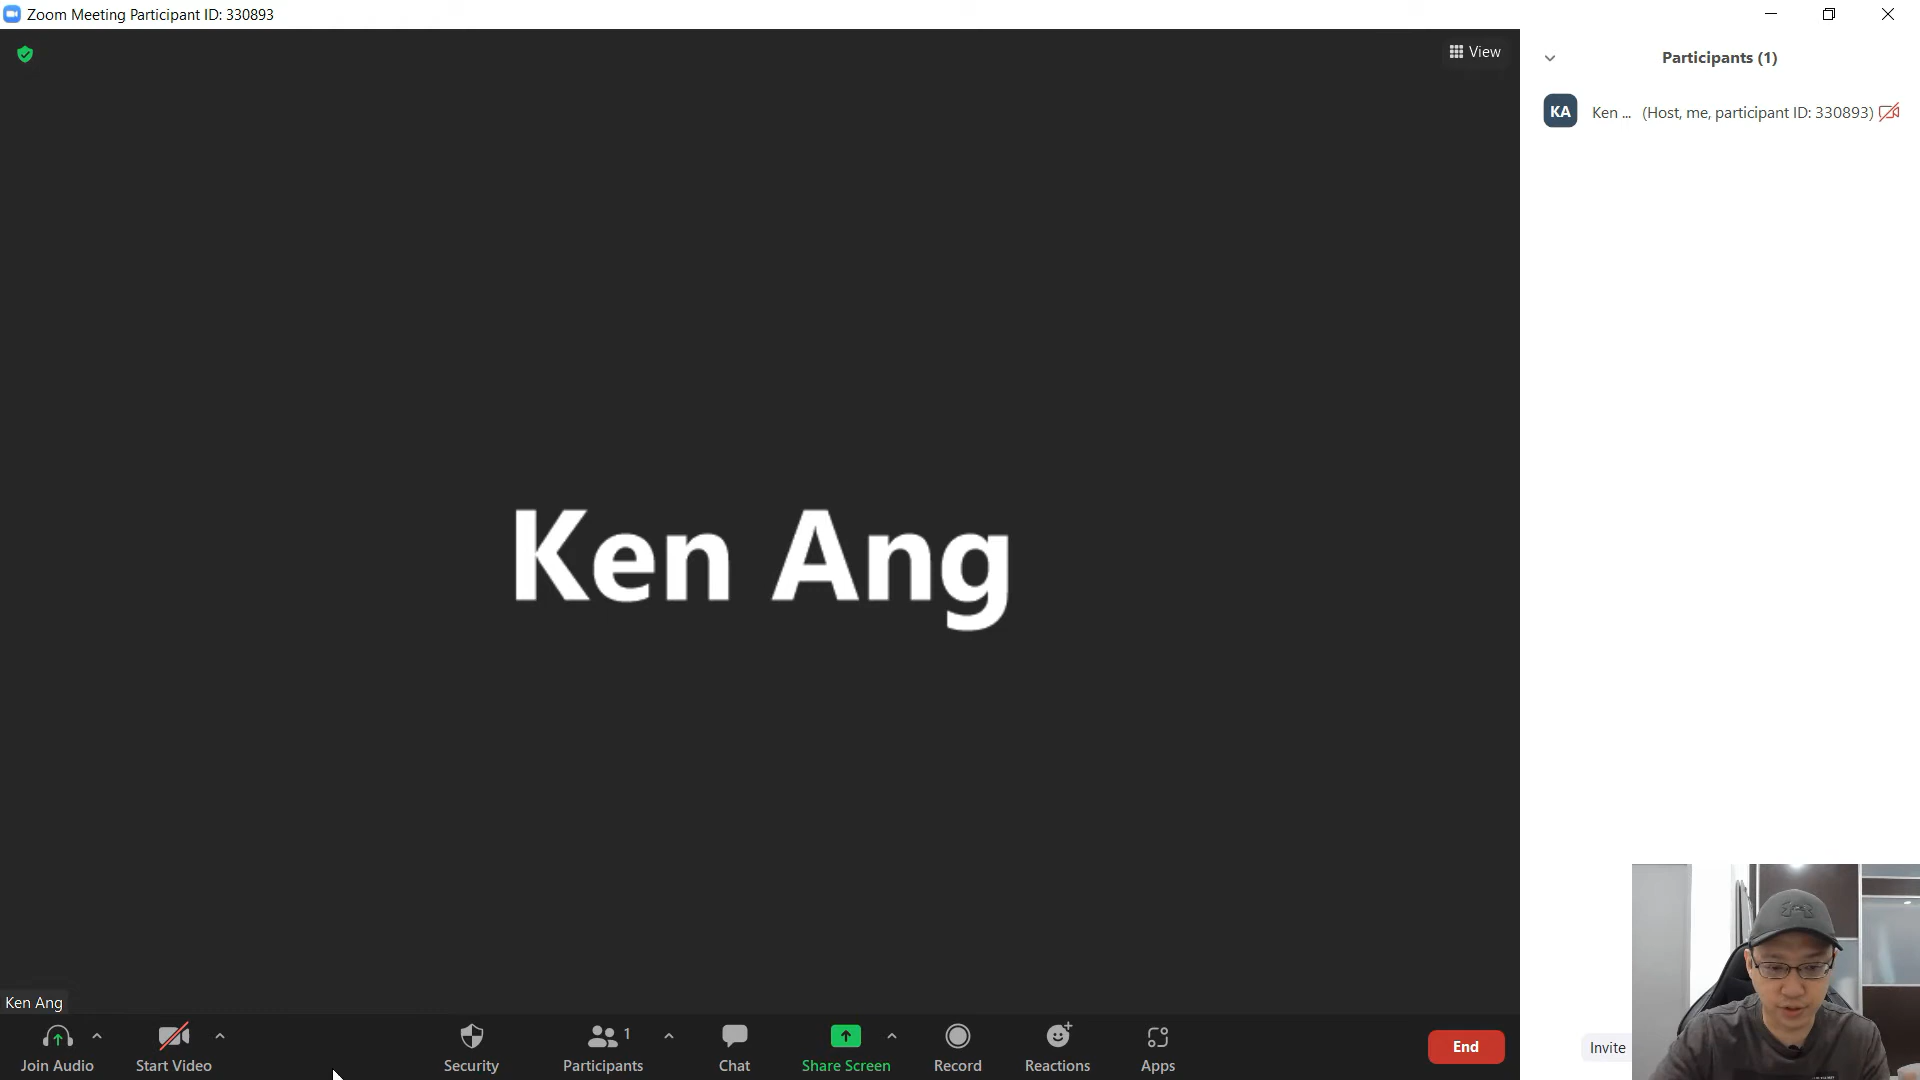 Zoom Meeting Participant ID: 330893
View
Participants (1)
KA Ken ... (Host, me, participant ID: 330893)
Ken Ang
Ken Ang
Join Audio
Start Video
Security
1
Participants
Chat
Share Screen
Record
Reactions
Apps
End
Invite